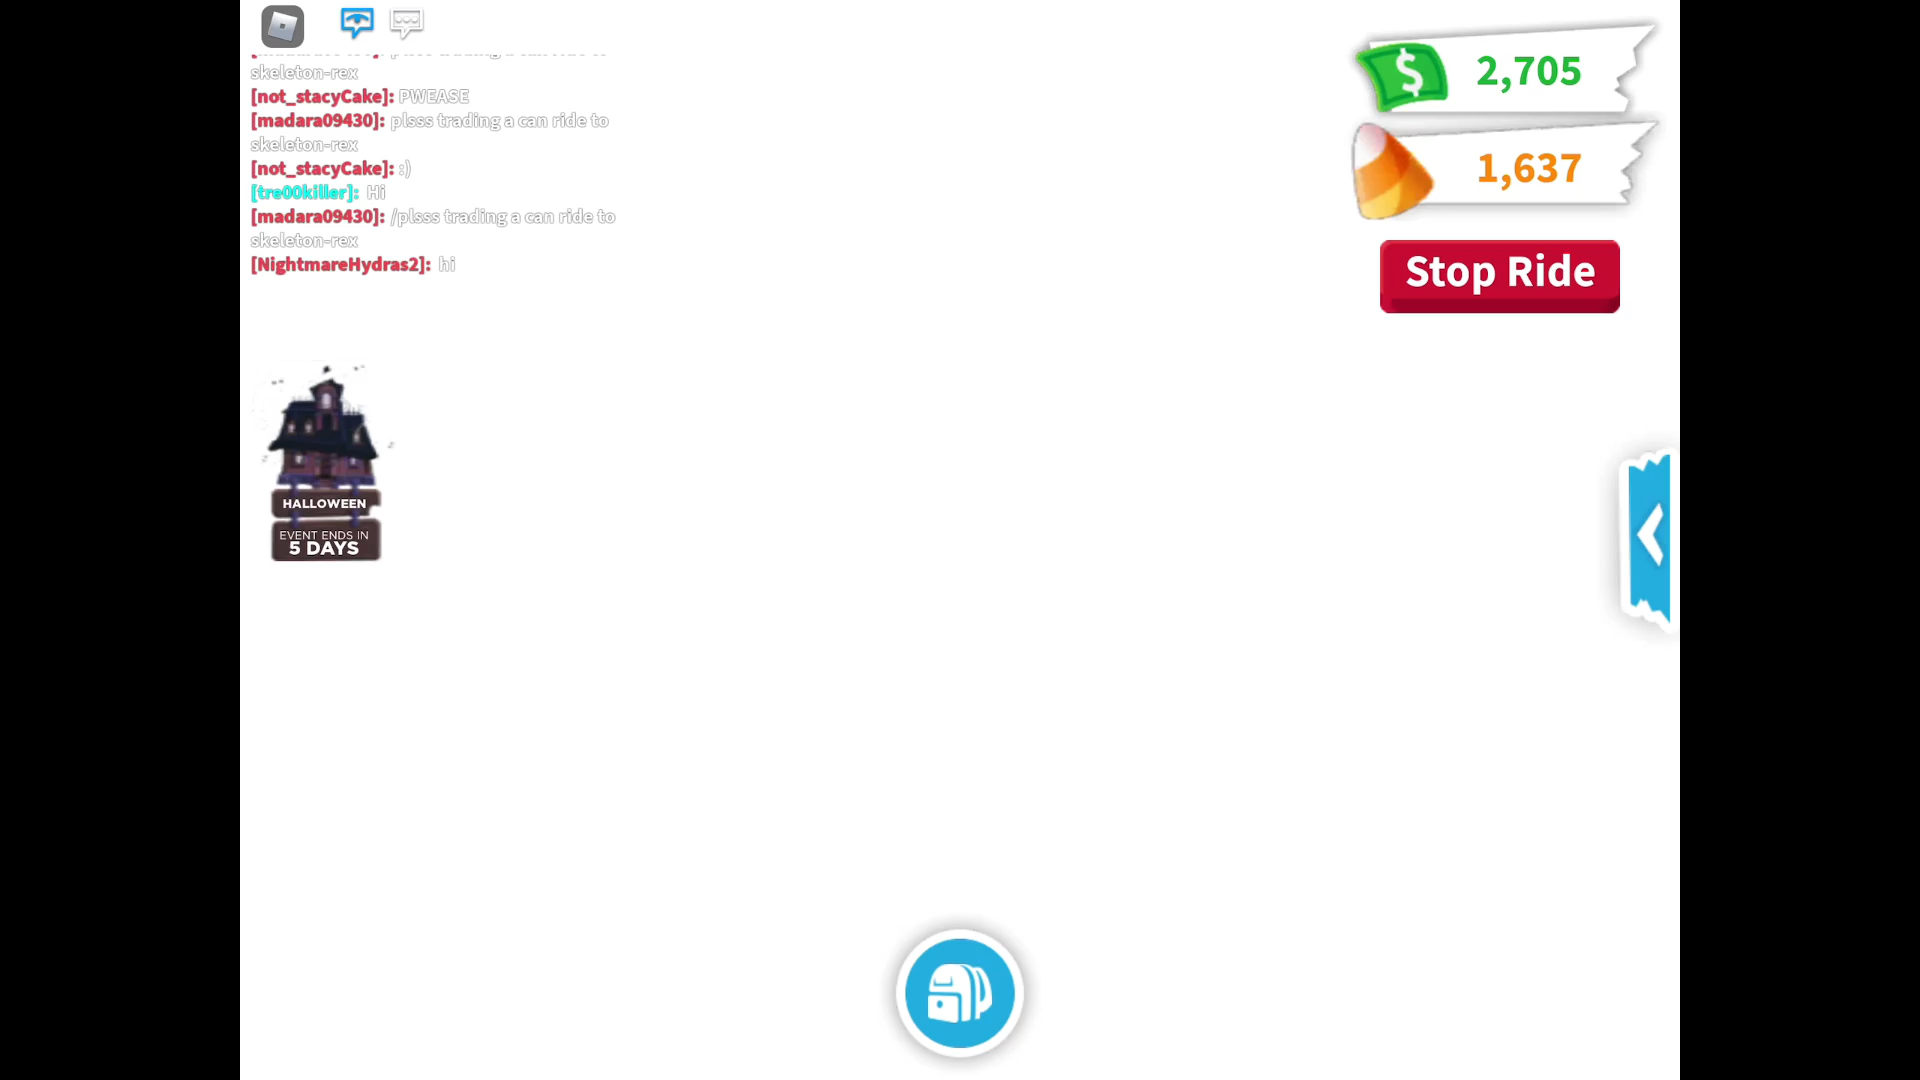 skeleton-rex
[not_stacyCake]: PWEASE
[madara09430]: plsss trading a can ride to
skeleton-rex
[not_stacyCake]: :)
[tre00killer]: Hi
[madara09430]: /plsss trading a can ride to
skeleton-rex
[NightmareHydras2]: hi
2,705
1,637
Stop Ride
HALLOWEEN
EVENT ENDS IN
5 DAYS